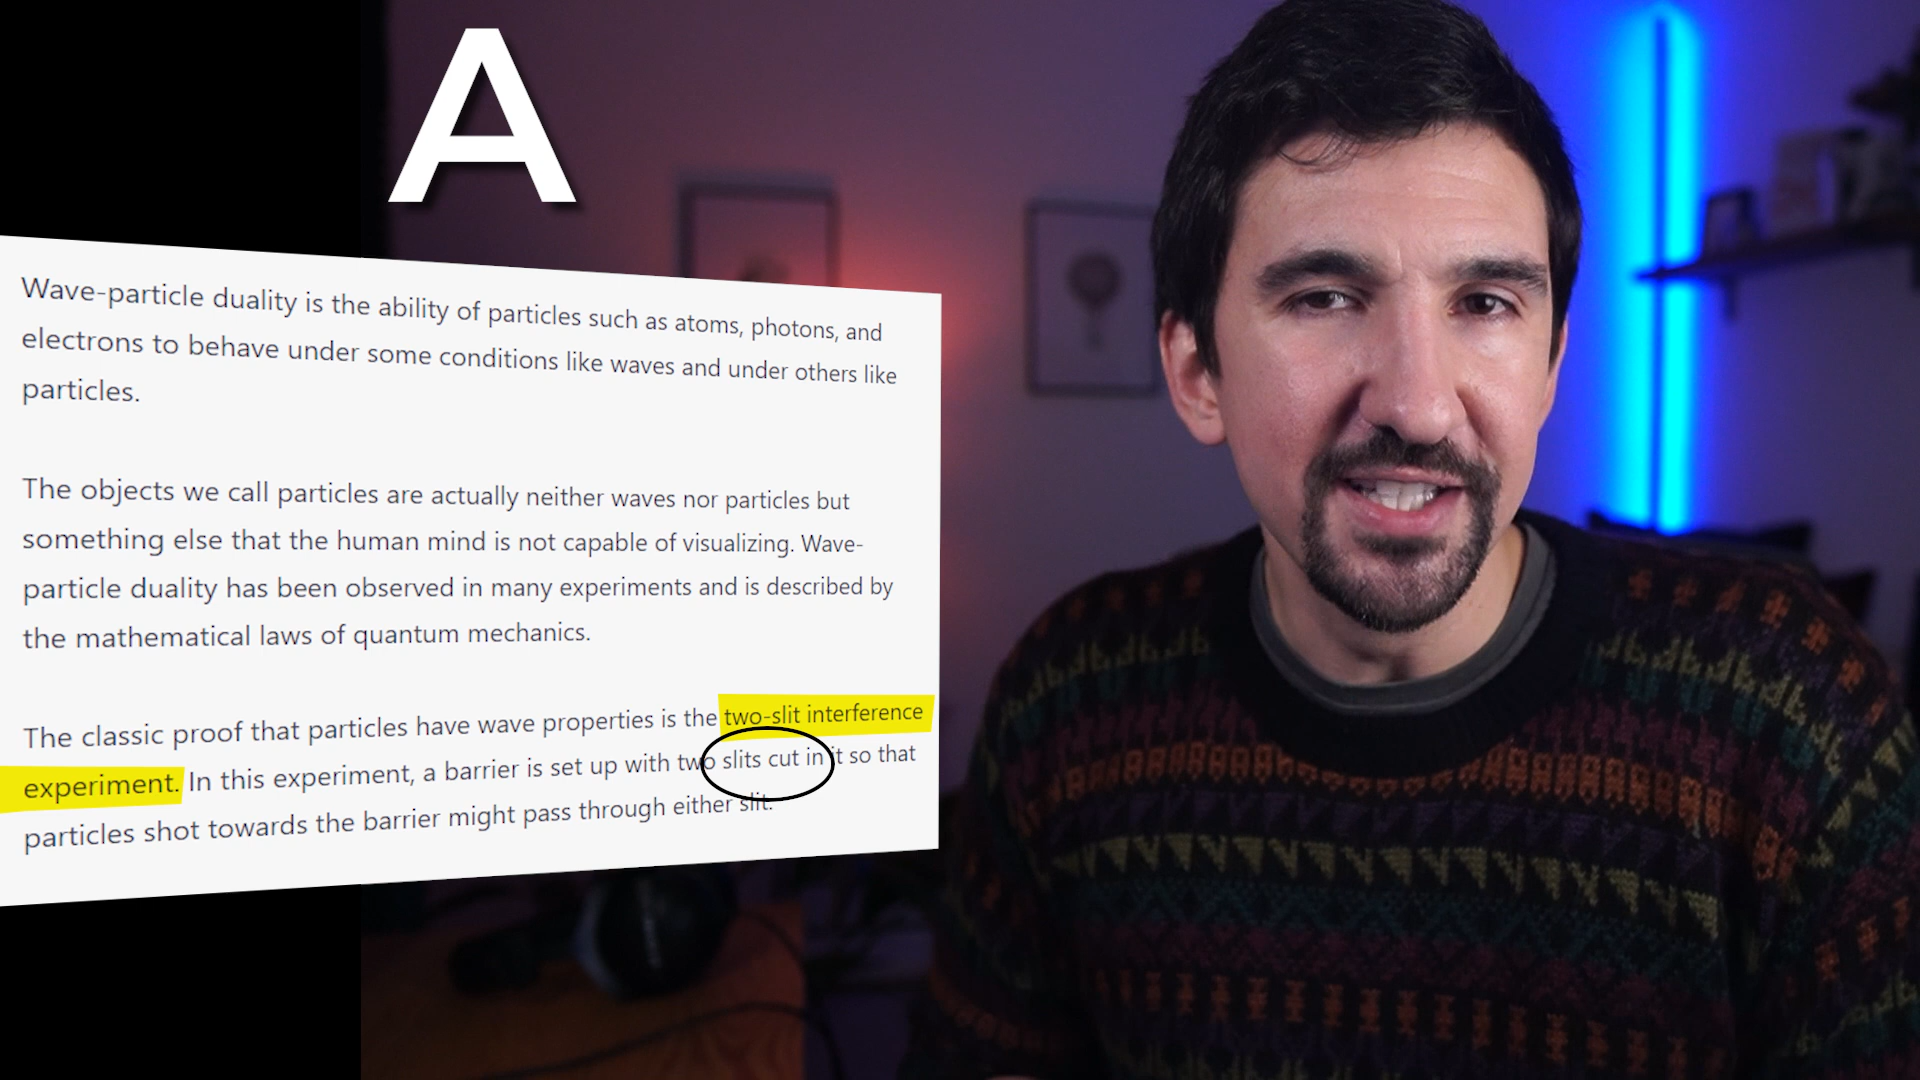 A
Wave-particle duality is the ability of particles such as atoms, photons, and
electrons to behave under some conditions like waves and under others like
particles.
The objects we call particles are actually neither waves nor particles but
something else that the human mind is not capable of visualizing. Wave-
particle duality has been observed in many experiments and is described by
the mathematical laws of quantum mechanics.
The classic proof that particles have wave properties is the two-slit interference
experiment. In this experiment, a barrier is set up with two slits cut in it so that
particles shot towards the barrier might pass through either slit.